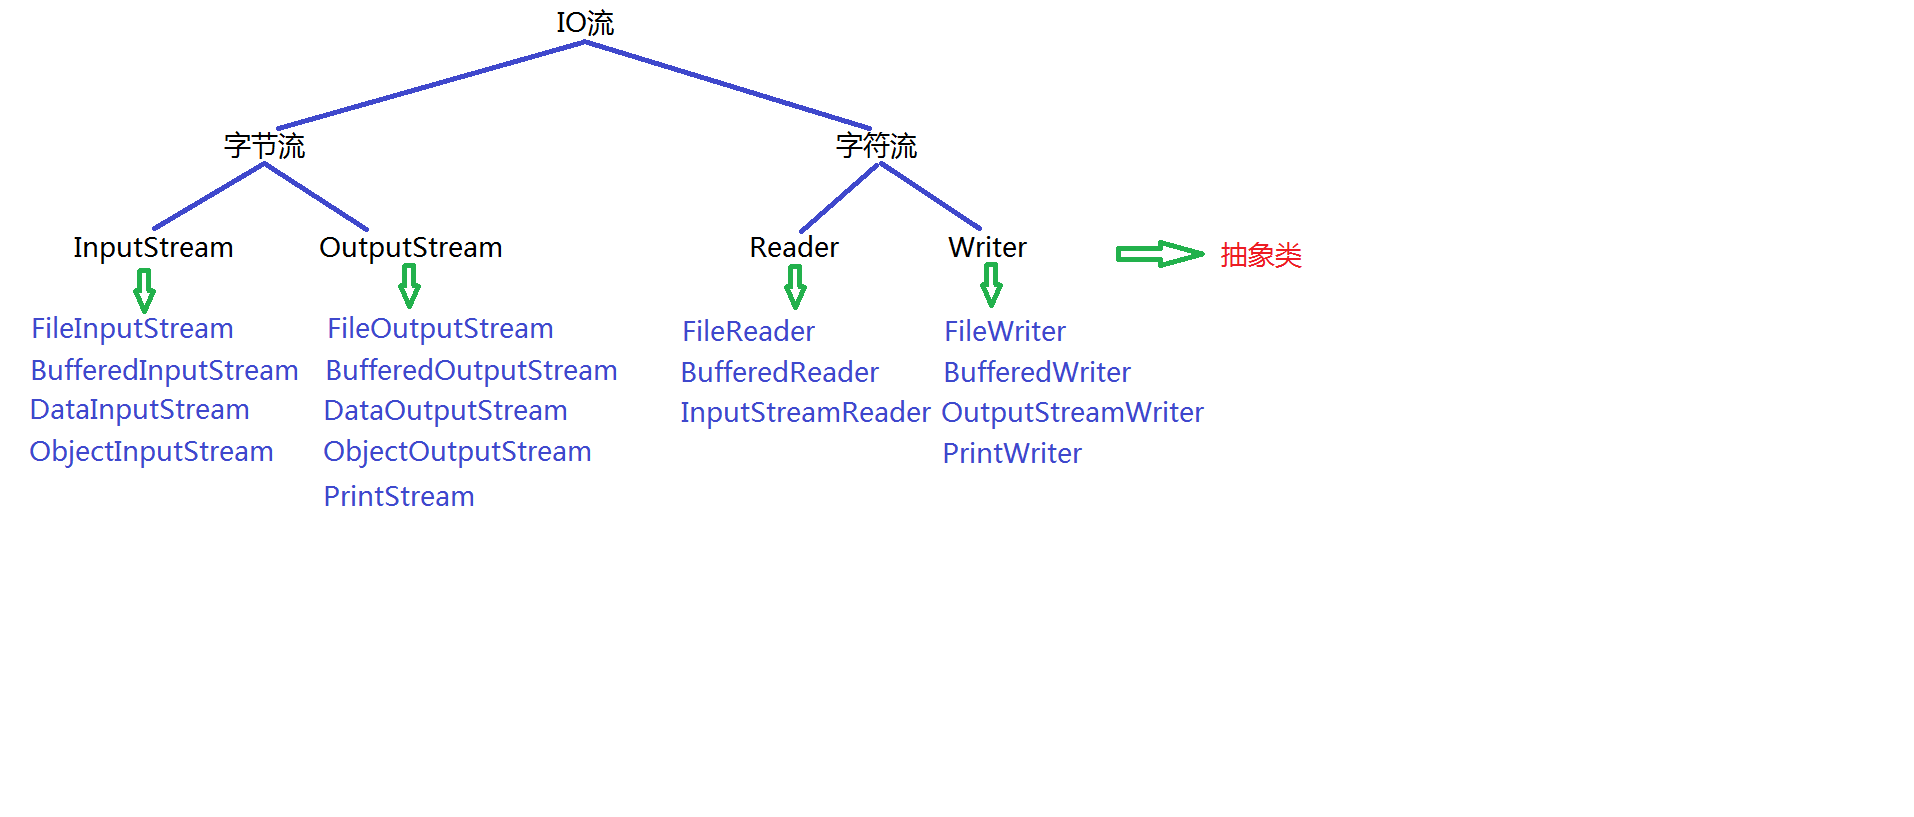 IO流
字节流
字符流
InputStream
OutputStream
Reader
Writer
抽象类
FileInputStream
FileOutputStream
FileReader
FileWriter
BufferedInputStream
BufferedOutputStream
BufferedReader
BufferedWriter
DataInputStream
DataOutputStream
InputStreamReader
OutputStreamWriter
ObjectInputStream
ObjectOutputStream
PrintWriter
PrintStream